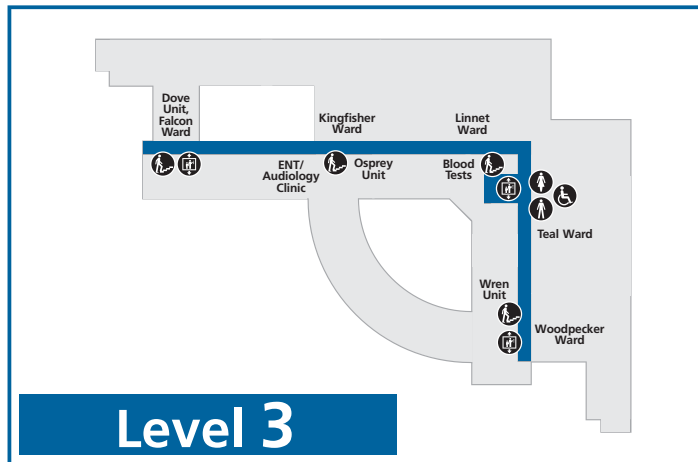 Dove
Unit,
Falcon
Ward
Kingfisher
Ward
Linnet
Ward
ENT/
Audiology
Clinic
Osprey
Unit
Blood
Tests
Teal Ward
Wren
Unit
Woodpecker
Ward
Level 3